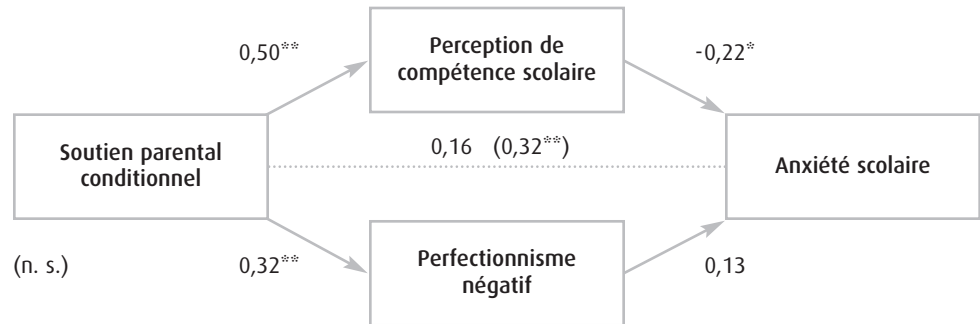 0,50**
Perception de
compétence scolaire
-0,22*
Soutien parental
conditionnel
0,16 (0,32**)
Anxiété scolaire
(n. s.)
0,32**
Perfectionnisme
négatif
0,13